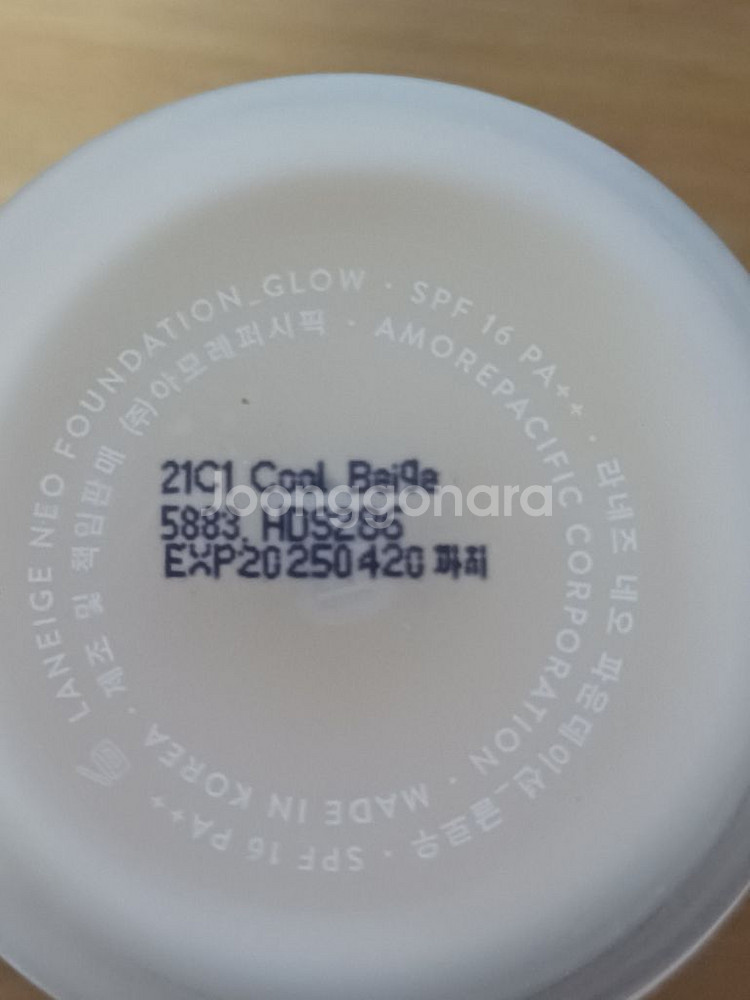 LANEIGE NEO FOUNDATION_GLOW · SPF 16 PA++ · 라네즈 네오 파운데이션_글로우 · SPF 16 PA++
제조 및 책임판매 (주)아모레퍼시픽 · AMOREPACIFIC CORPORATION · MADE IN KOREA ·
21C1 Cool Beige
Joonggonara
5883, HDS286
EXP20250420 까지